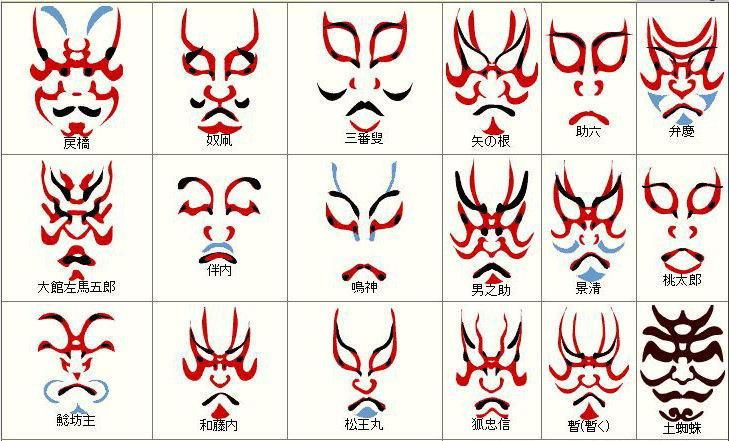 戻橋
奴凧
三番叟
矢の根
助六
弁慶
大館左馬五郎
伴内
鳴神
男之助
景清
桃太郎
鯰坊主
和藤内
松王丸
狐忠信
暫(暫く)
土蜘蛛